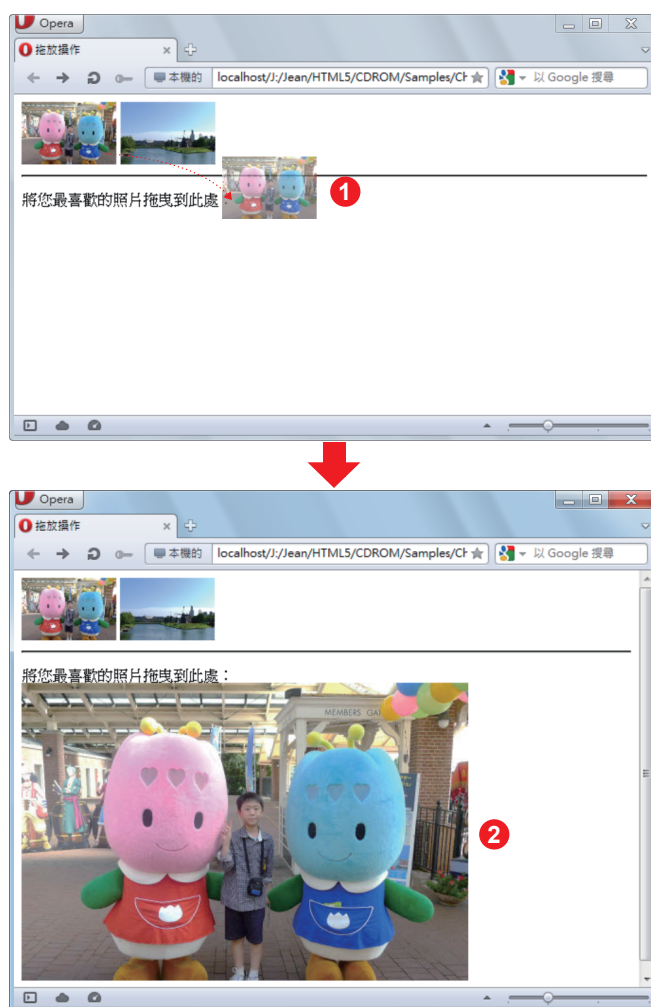 Opera
拖放操作
本機的 localhost/J:/Jean/HTML5/CDROM/Samples/Ch 以 Google 搜尋
將您最喜歡的照片拖曳到此處：
1
Opera
拖放操作
本機的 localhost/J:/Jean/HTML5/CDROM/Samples/Ch 以 Google 搜尋
將您最喜歡的照片拖曳到此處：
MEMBERS
2